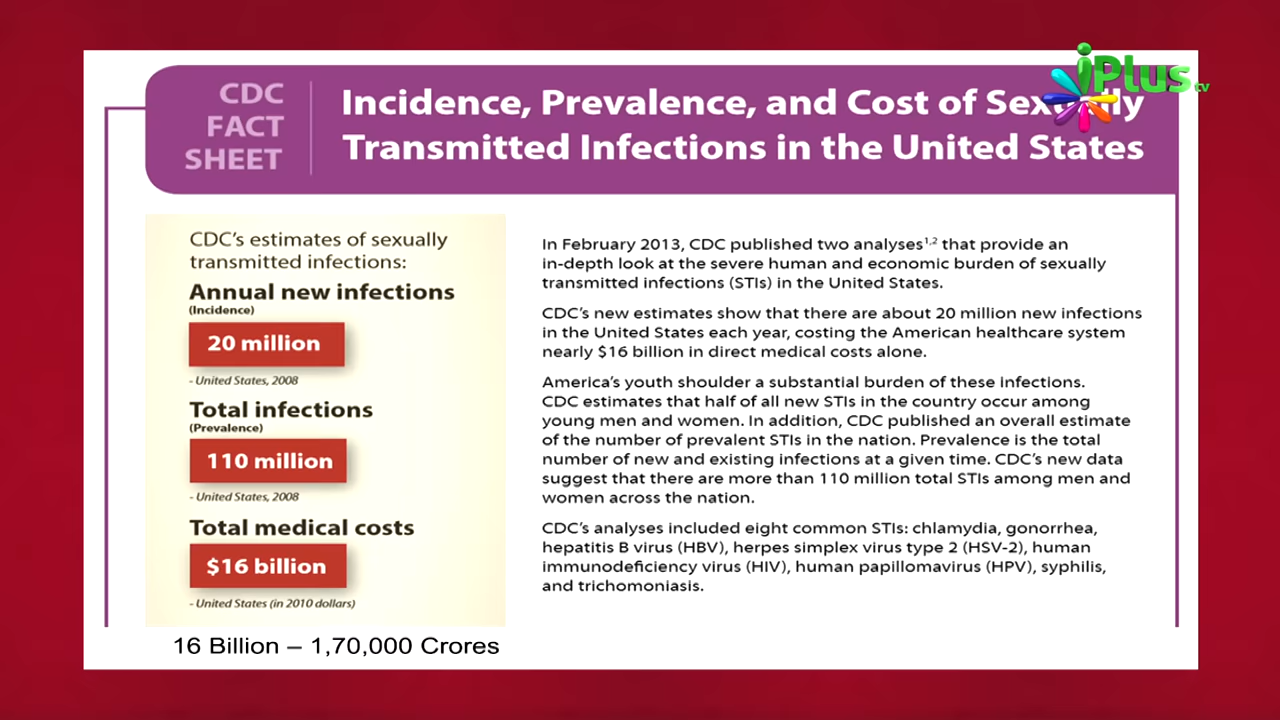 CDC
FACT
SHEET
Incidence, Prevalence, and Cost of Sexually
Transmitted Infections in the United States
iPlus tv
CDC's estimates of sexually
transmitted infections:
Annual new infections
(Incidence)
20 million
- United States, 2008
Total infections
(Prevalence)
110 million
- United States, 2008
Total medical costs
$16 billion
- United States (in 2010 dollars)
In February 2013, CDC published two analyses1,2 that provide an
in-depth look at the severe human and economic burden of sexually
transmitted infections (STIs) in the United States.
CDC's new estimates show that there are about 20 million new infections
in the United States each year, costing the American healthcare system
nearly $16 billion in direct medical costs alone.
America's youth shoulder a substantial burden of these infections.
CDC estimates that half of all new STIs in the country occur among
young men and women. In addition, CDC published an overall estimate
of the number of prevalent STIs in the nation. Prevalence is the total
number of new and existing infections at a given time. CDC's new data
suggest that there are more than 110 million total STIs among men and
women across the nation.
CDC's analyses included eight common STIs: chlamydia, gonorrhea,
hepatitis B virus (HBV), herpes simplex virus type 2 (HSV-2), human
immunodeficiency virus (HIV), human papillomavirus (HPV), syphilis,
and trichomoniasis.
16 Billion – 1,70,000 Crores